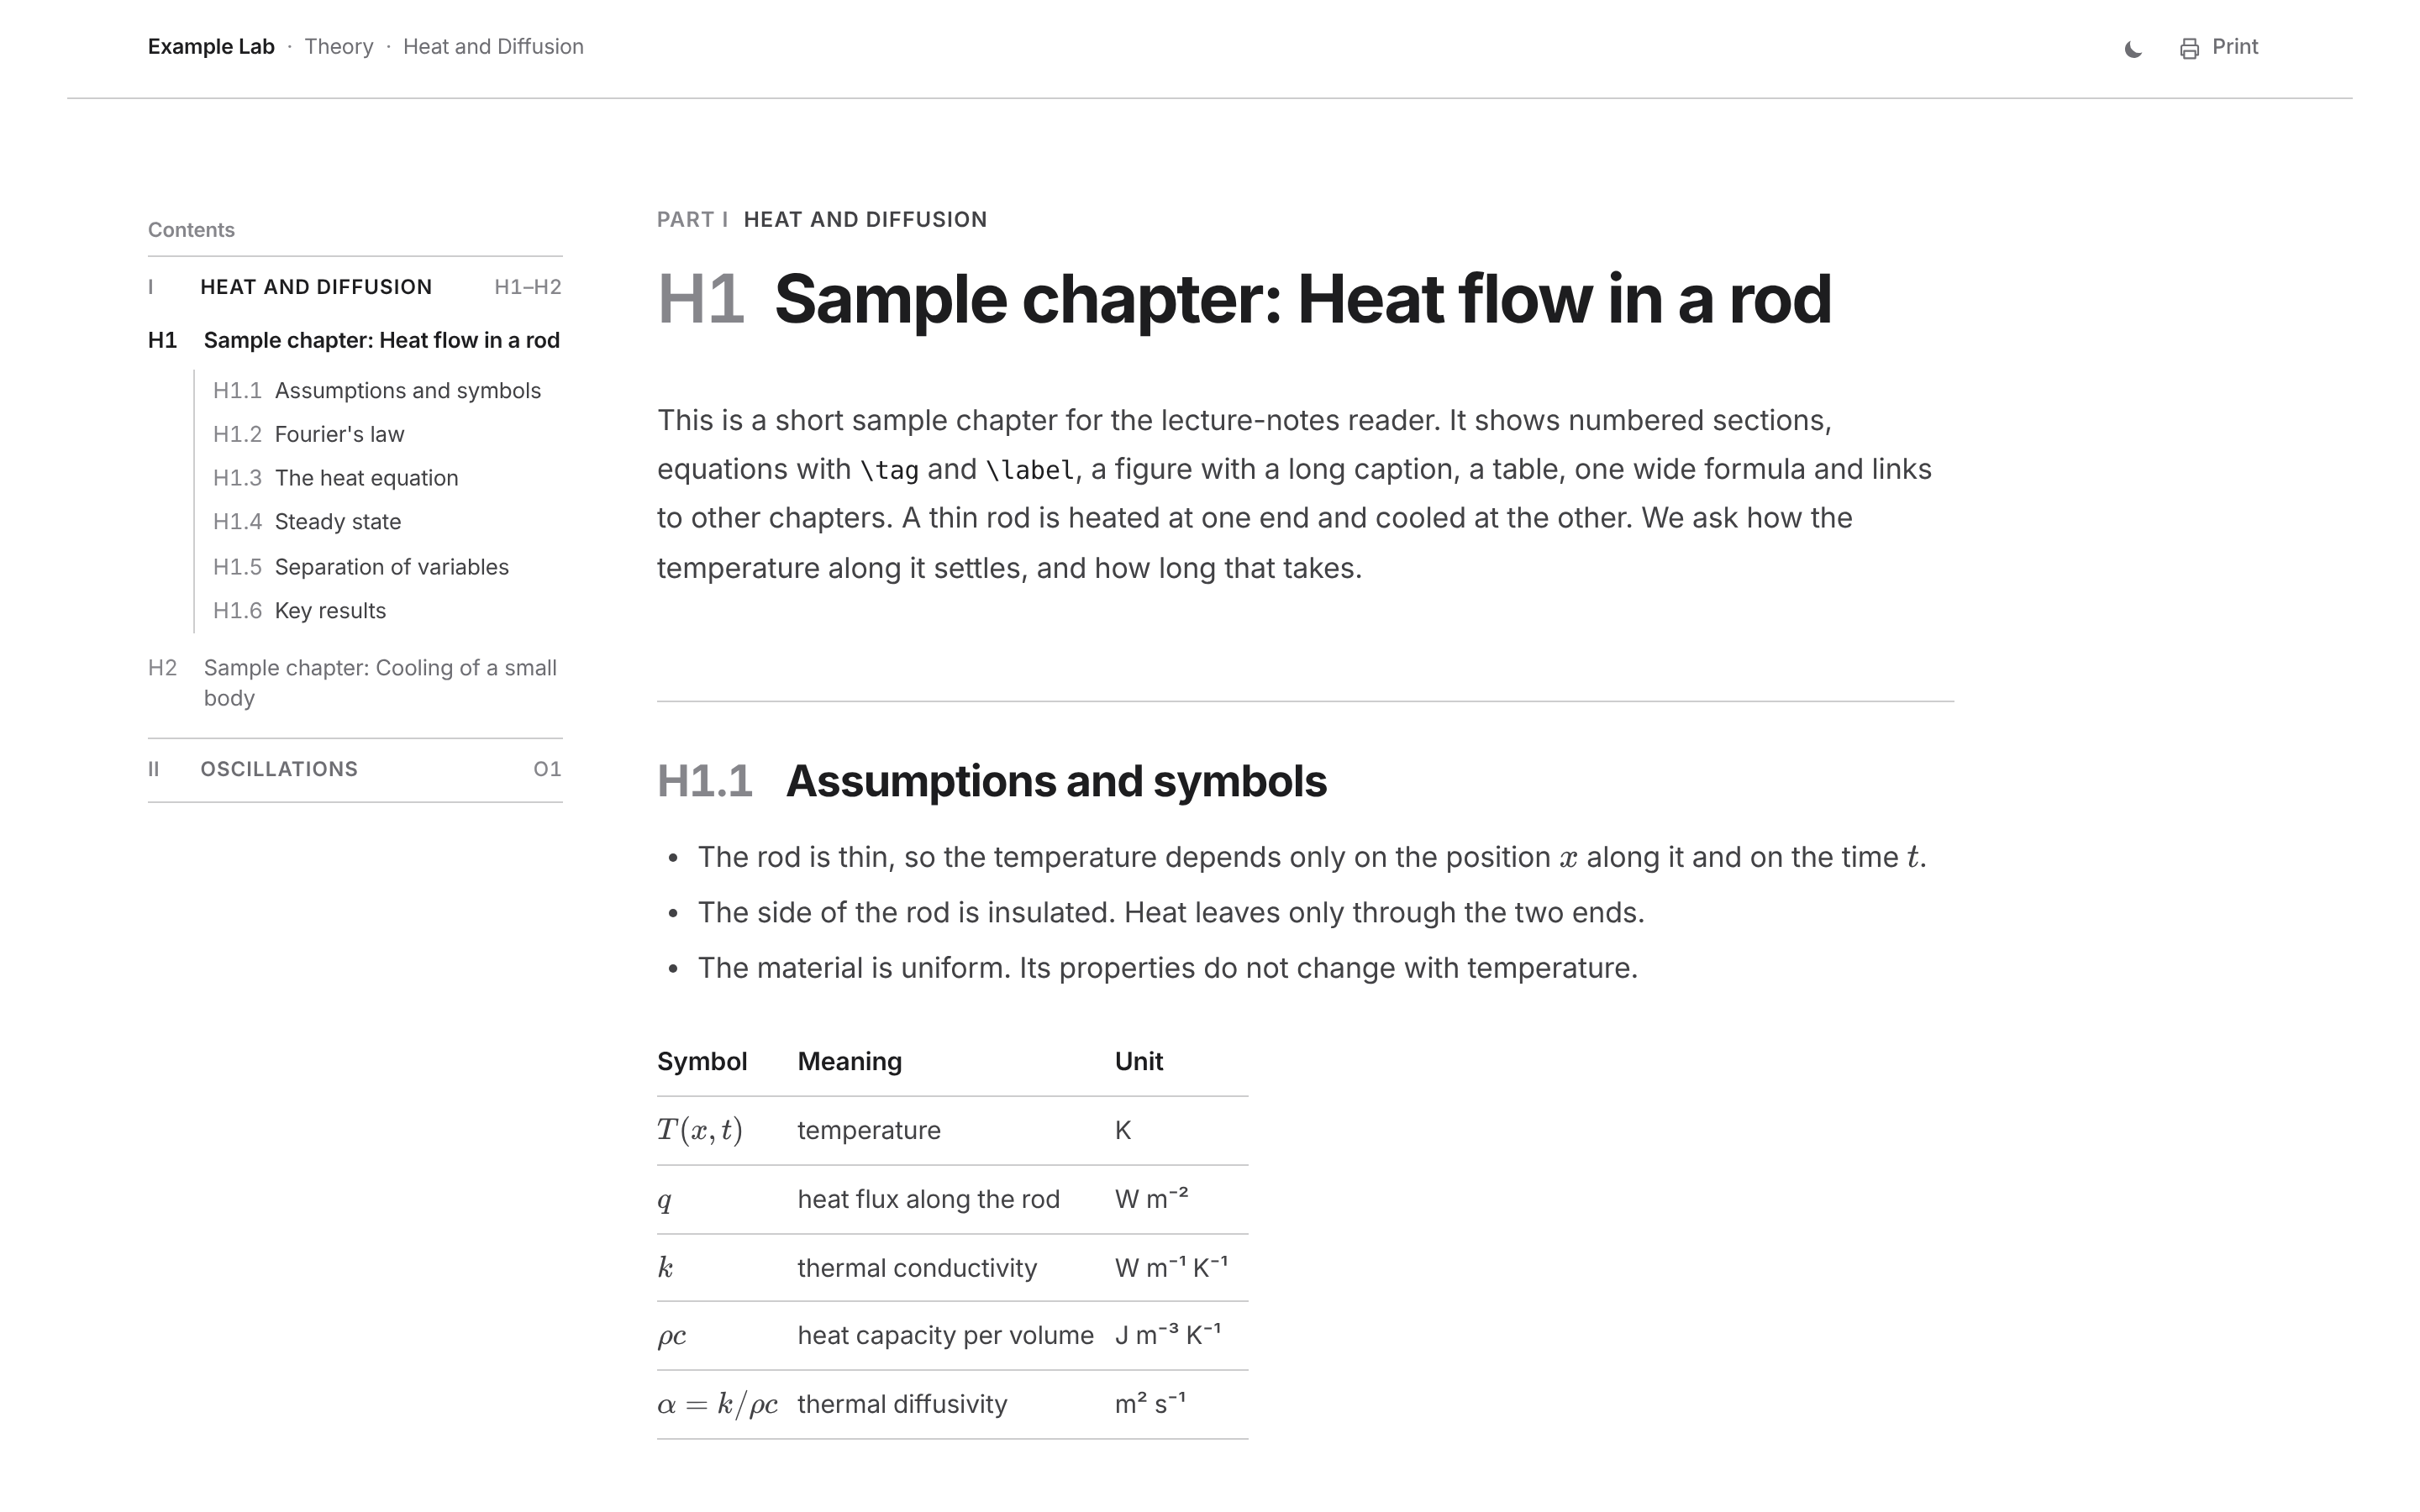 Example Lab · Theory · Heat and Diffusion
Print
Contents
I HEAT AND DIFFUSION H1–H2
H1 Sample chapter: Heat flow in a rod
H1.1 Assumptions and symbols
H1.2 Fourier's law
H1.3 The heat equation
H1.4 Steady state
H1.5 Separation of variables
H1.6 Key results
H2 Sample chapter: Cooling of a small
body
II OSCILLATIONS O1
PART I HEAT AND DIFFUSION
H1 Sample chapter: Heat flow in a rod
This is a short sample chapter for the lecture-notes reader. It shows numbered sections,
equations with \tag and \label, a figure with a long caption, a table, one wide formula and links
to other chapters. A thin rod is heated at one end and cooled at the other. We ask how the
temperature along it settles, and how long that takes.
H1.1 Assumptions and symbols
• The rod is thin, so the temperature depends only on the position x along it and on the time t.
• The side of the rod is insulated. Heat leaves only through the two ends.
• The material is uniform. Its properties do not change with temperature.
Symbol Meaning Unit
T(x, t) temperature K
q heat flux along the rod W m⁻²
k thermal conductivity W m⁻¹ K⁻¹
ρc heat capacity per volume J m⁻³ K⁻¹
α = k/ρc thermal diffusivity m² s⁻¹